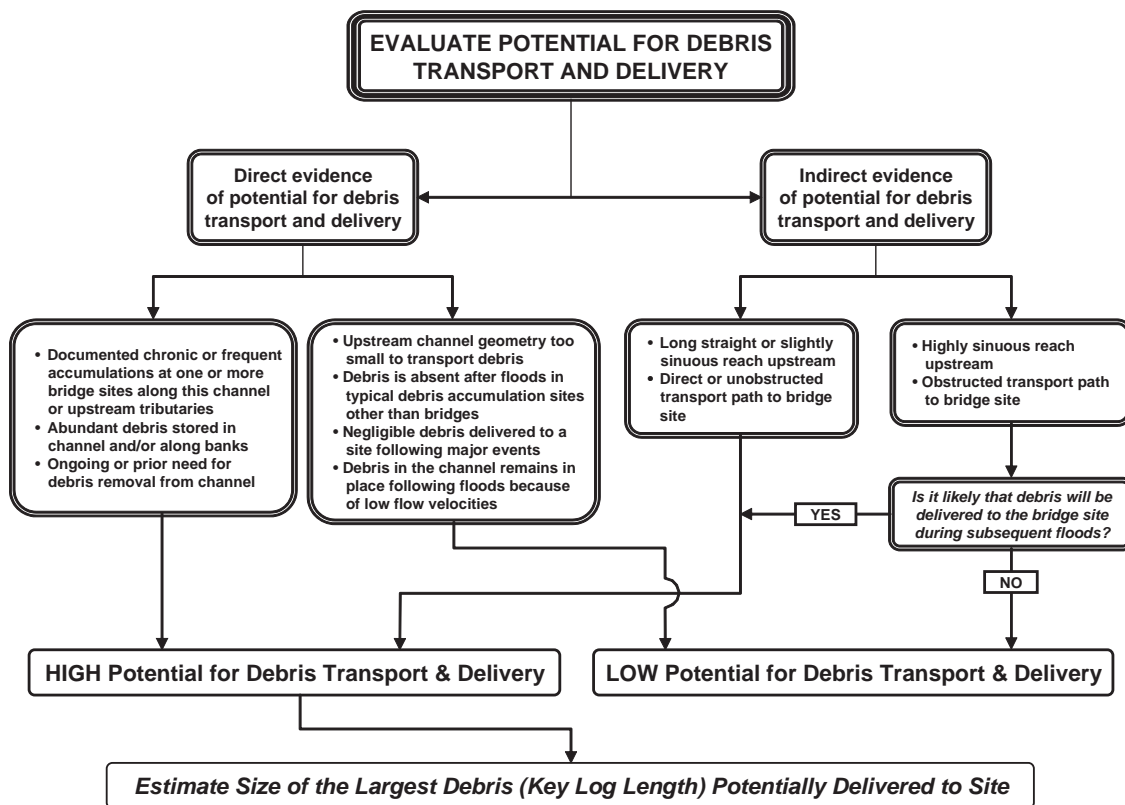 EVALUATE POTENTIAL FOR DEBRIS
TRANSPORT AND DELIVERY
Direct evidence
of potential for debris
transport and delivery
Indirect evidence
of potential for debris
transport and delivery
• Documented chronic or frequent
accumulations at one or more
bridge sites along this channel
or upstream tributaries
• Abundant debris stored in
channel and/or along banks
• Ongoing or prior need for
debris removal from channel
• Upstream channel geometry too
small to transport debris
• Debris is absent after floods in
typical debris accumulation sites
other than bridges
• Negligible debris delivered to a
site following major events
• Debris in the channel remains in
place following floods because
of low flow velocities
• Long straight or slightly
sinuous reach upstream
• Direct or unobstructed
transport path to bridge
site
• Highly sinuous reach
upstream
• Obstructed transport path
to bridge site
Is it likely that debris will be
delivered to the bridge site
during subsequent floods?
YES
NO
HIGH Potential for Debris Transport & Delivery
LOW Potential for Debris Transport & Delivery
Estimate Size of the Largest Debris (Key Log Length) Potentially Delivered to Site